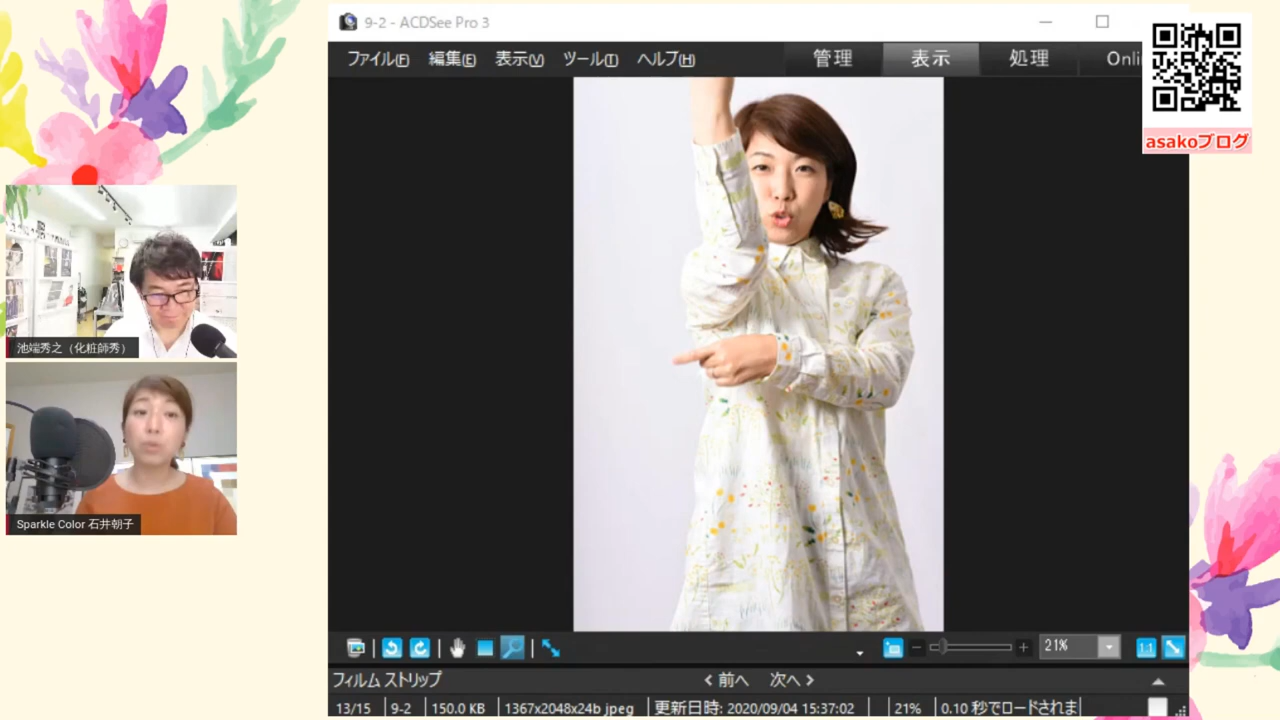 9-2 - ACDSee Pro 3
ファイル(F) 編集(E) 表示(V) ツール(T) ヘルプ(H) 管理 表示 処理 Onli
asakoブログ
池端秀之（化粧師秀）
Sparkle Color 石井朝子
21%
1:1
フィルム ストリップ
前へ 次へ
13/15 9-2 150.0 KB 1367x2048x24b jpeg 更新日時: 2020/09/04 15:37:02 21% 0.10 秒でロードされま